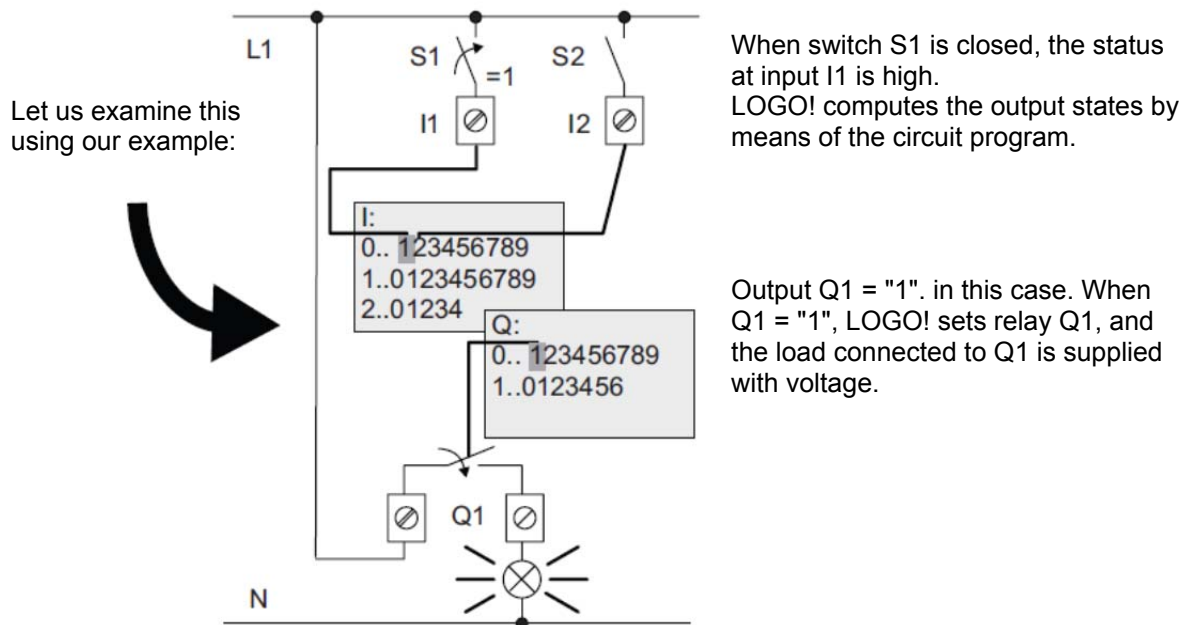 Let us examine this
using our example:
L1
S1
=1
S2
I1
I2
I:
0.. 123456789
1..0123456789
2..01234
Q:
0.. 123456789
1..0123456
Q1
N
When switch S1 is closed, the status
at input I1 is high.
LOGO! computes the output states by
means of the circuit program.
Output Q1 = "1". in this case. When
Q1 = "1", LOGO! sets relay Q1, and
the load connected to Q1 is supplied
with voltage.